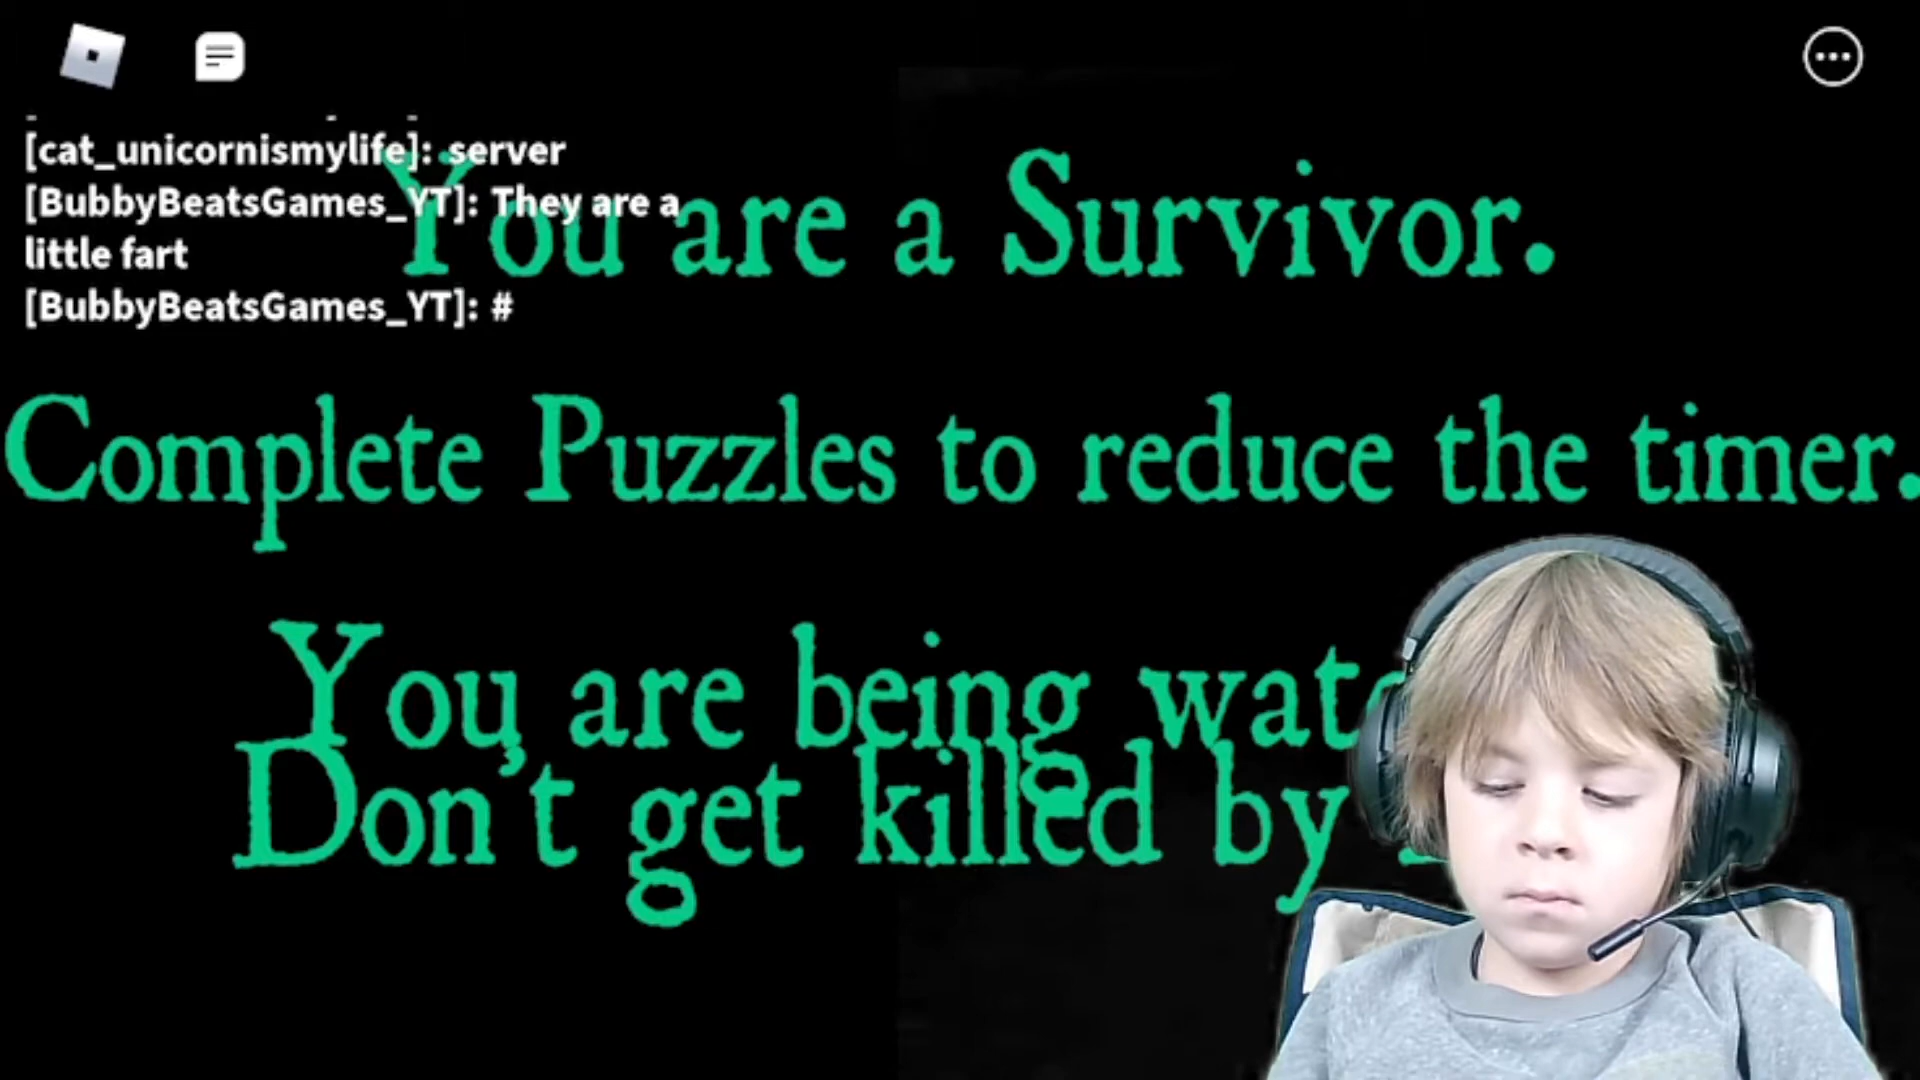 [cat_unicornismylife]: server
[BubbyBeatsGames_YT]: They are a
little fart
[BubbyBeatsGames_YT]: #
You are a Survivor.
Complete Puzzles to reduce the timer.
You are being
Don't get killed by